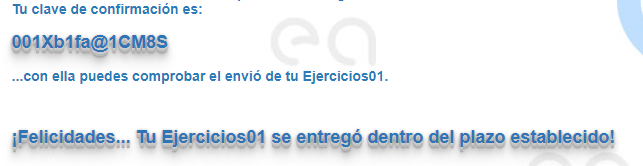 Tu clave de confirmación es:
001Xb1fa@1CM8S
...con ella puedes comprobar el envió de tu Ejercicios01.
¡Felicidades... Tu Ejercicios01 se entregó dentro del plazo establecido!